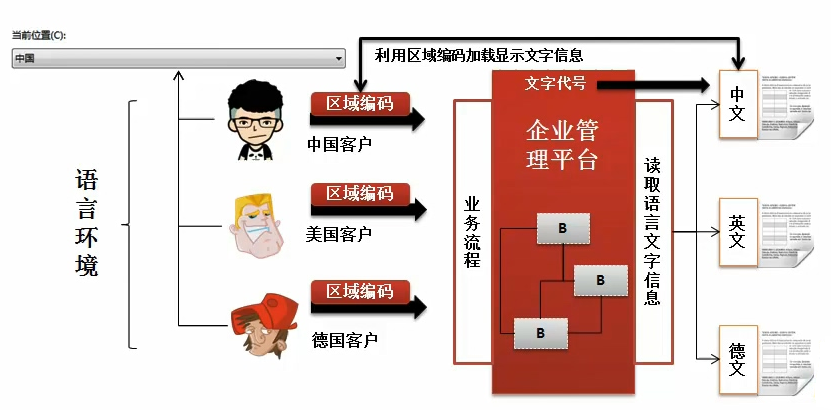 当前位置(C):
中国
利用区域编码加载显示文字信息
区域编码
中国客户
区域编码
美国客户
区域编码
德国客户
语言环境
业务流程
文字代号
企业管
理平台
B
B
B
读取语言文字信息
中文
英文
德文